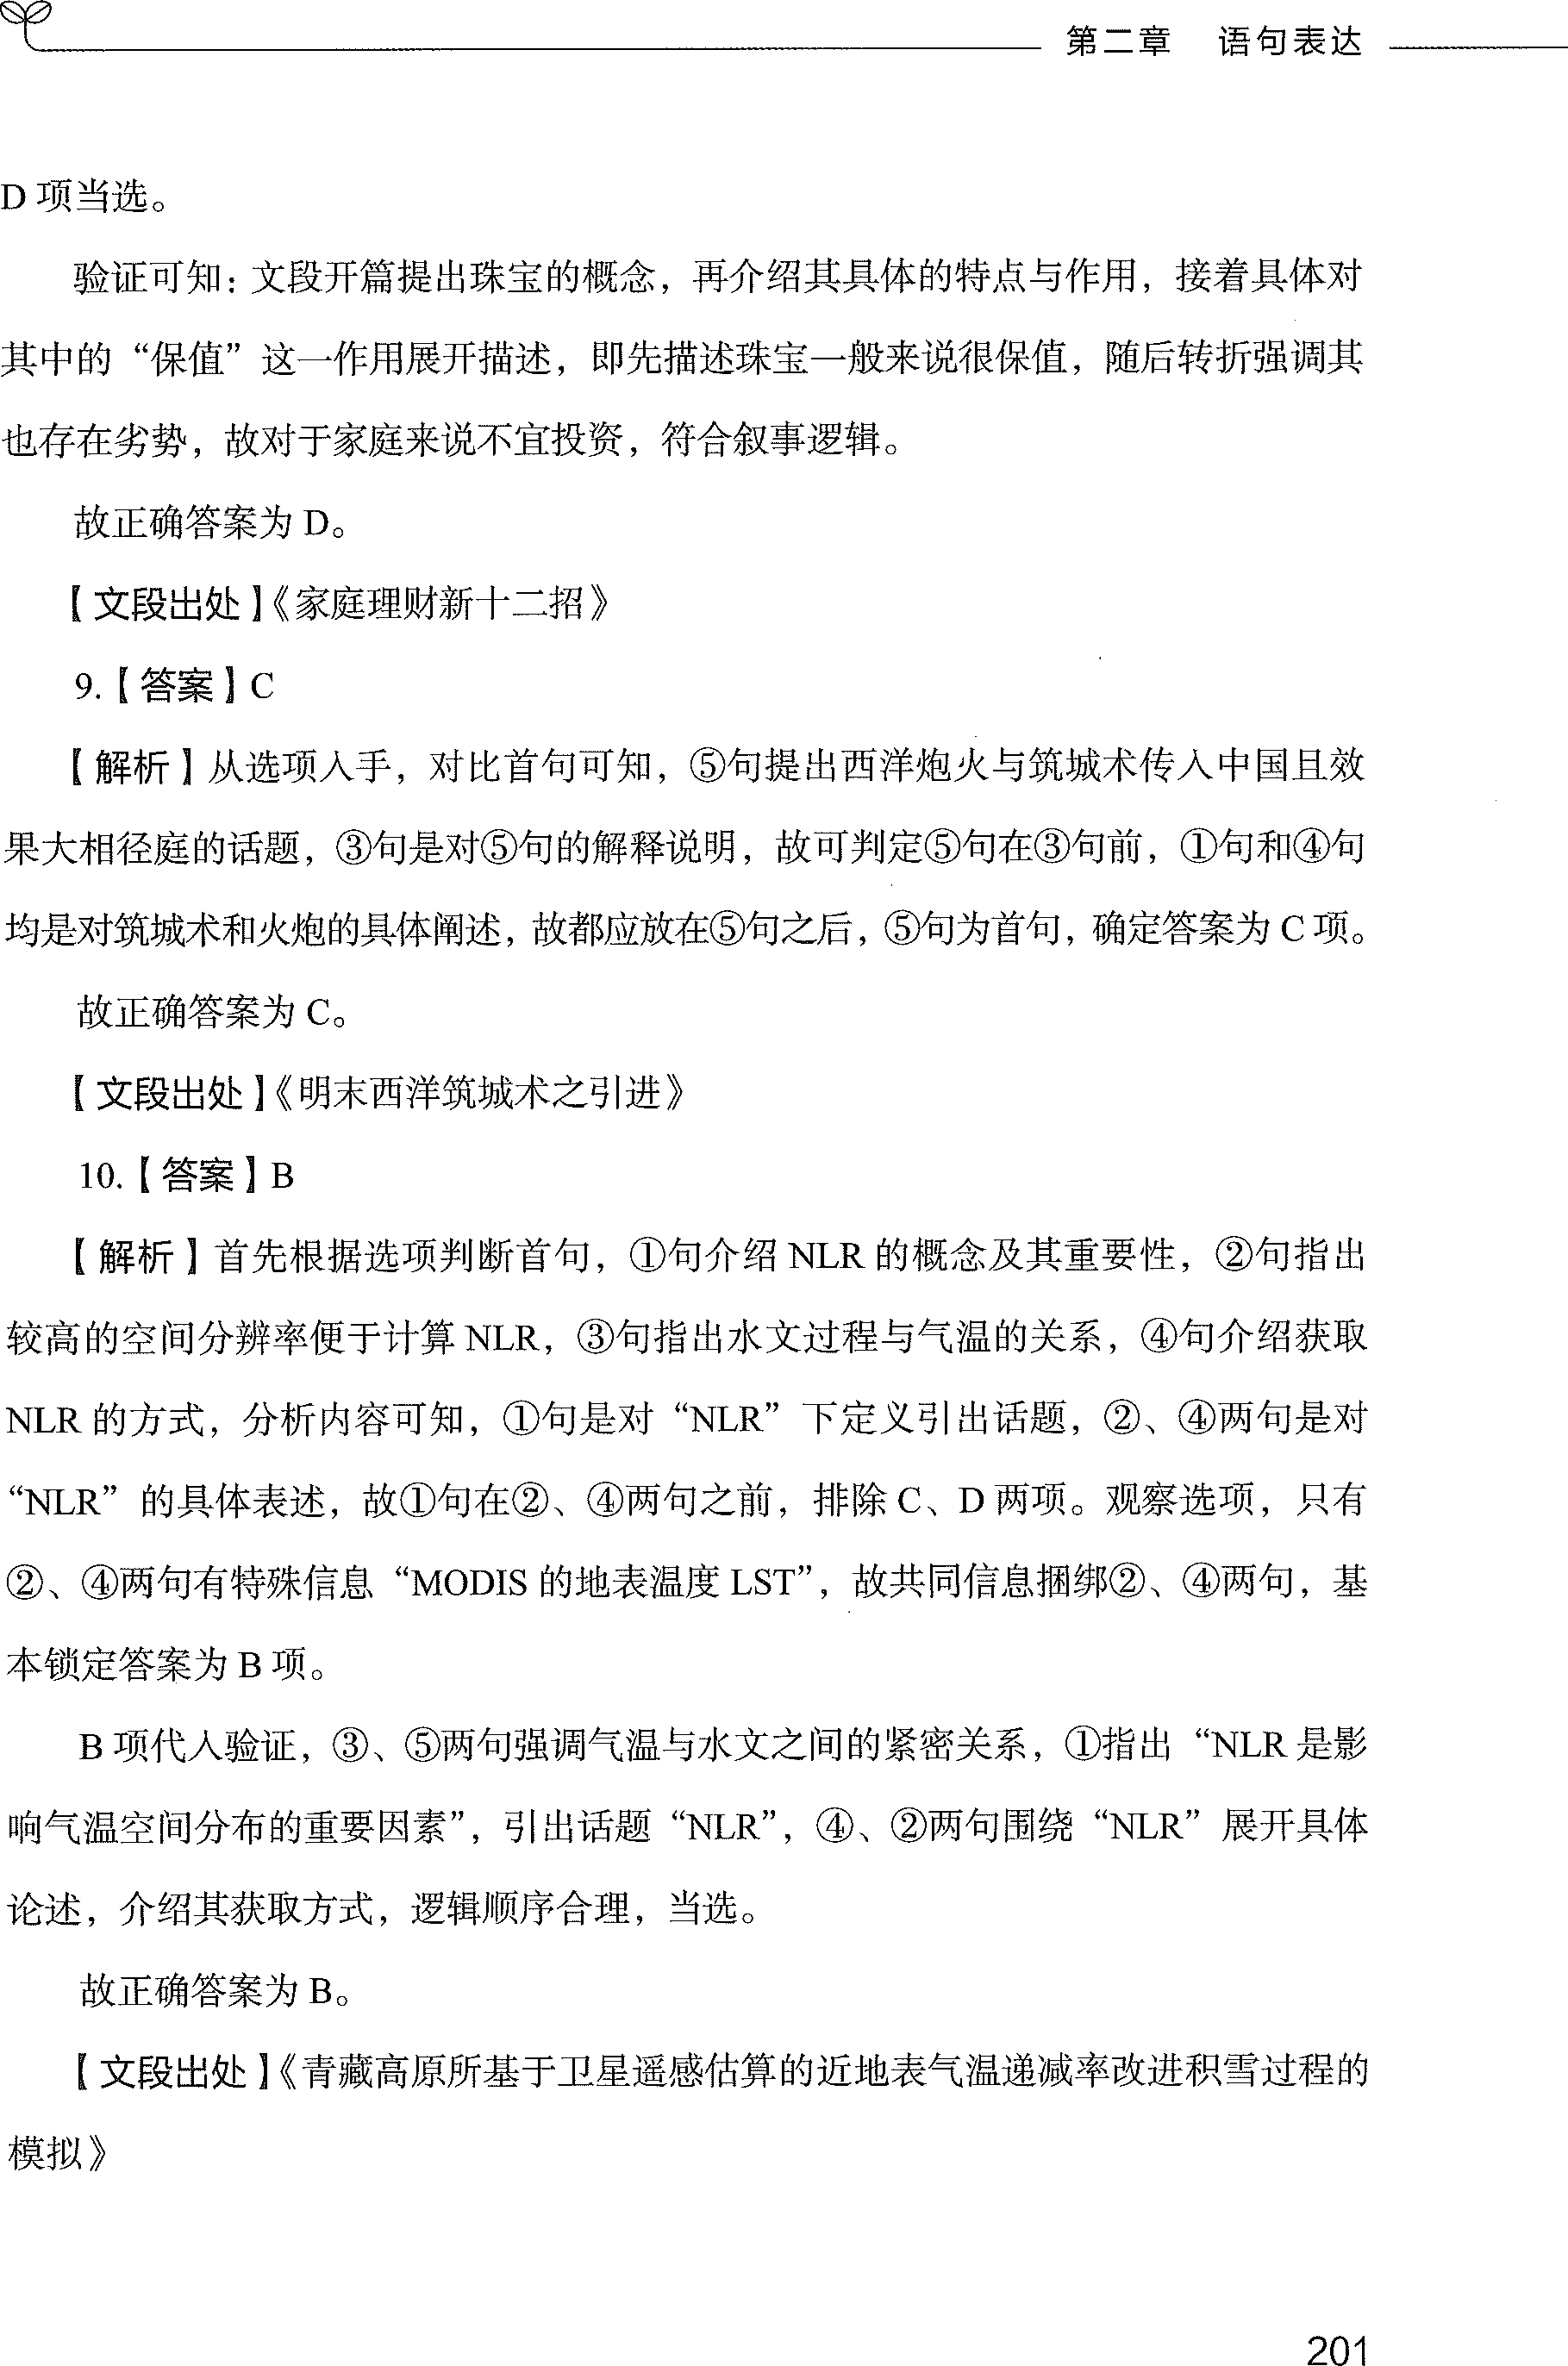 第二章 语句表达
D 项当选。
验证可知：文段开篇提出珠宝的概念，再介绍其具体的特点与作用，接着具体对
其中的“保值”这一作用展开描述，即先描述珠宝一般来说很保值，随后转折强调其
也存在劣势，故对于家庭来说不宜投资，符合叙事逻辑。
故正确答案为 D。
【文段出处】《家庭理财新十二招》
9.【答案】C
【解析】从选项入手，对比首句可知，⑤句提出西洋炮火与筑城术传入中国且效
果大相径庭的话题，③句是对⑤句的解释说明，故可判定⑤句在③句前，①句和④句
均是对筑城术和火炮的具体阐述，故都应放在⑤句之后，⑤句为首句，确定答案为 C 项。
故正确答案为 C。
【文段出处】《明末西洋筑城术之引进》
10.【答案】B
【解析】首先根据选项判断首句，①句介绍 NLR 的概念及其重要性，②句指出
较高的空间分辨率便于计算 NLR，③句指出水文过程与气温的关系，④句介绍获取
NLR 的方式，分析内容可知，①句是对“NLR”下定义引出话题，②、④两句是对
“NLR”的具体表述，故①句在②、④两句之前，排除 C、D 两项。观察选项，只有
②、④两句有特殊信息“MODIS 的地表温度 LST”，故共同信息捆绑②、④两句，基
本锁定答案为 B 项。
B 项代入验证，③、⑤两句强调气温与水文之间的紧密关系，①指出“NLR 是影
响气温空间分布的重要因素”，引出话题“NLR”，④、②两句围绕“NLR”展开具体
论述，介绍其获取方式，逻辑顺序合理，当选。
故正确答案为 B。
【文段出处】《青藏高原所基于卫星遥感估算的近地表气温递减率改进积雪过程的
模拟》
201